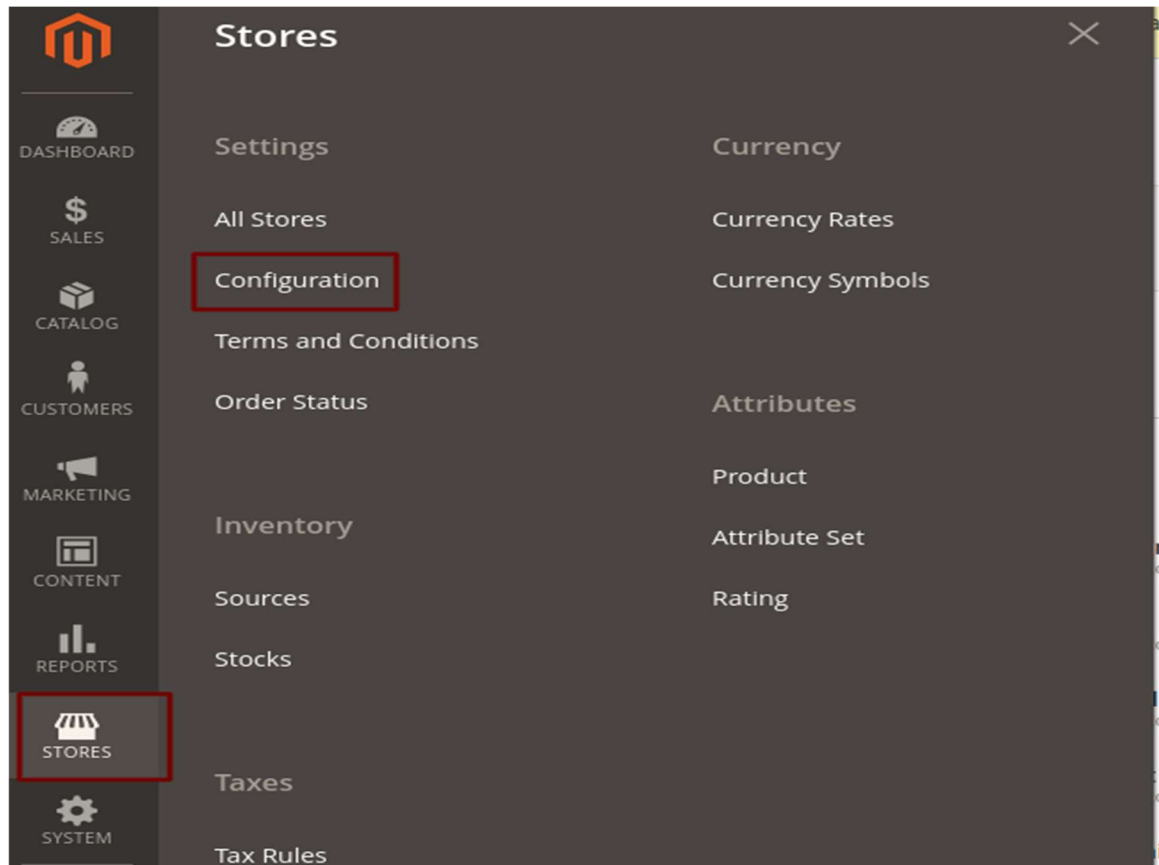 Stores
DASHBOARD
SALES
CATALOG
CUSTOMERS
MARKETING
CONTENT
REPORTS
STORES
SYSTEM
Settings
All Stores
Configuration
Terms and Conditions
Order Status
Inventory
Sources
Stocks
Taxes
Tax Rules
Currency
Currency Rates
Currency Symbols
Attributes
Product
Attribute Set
Rating